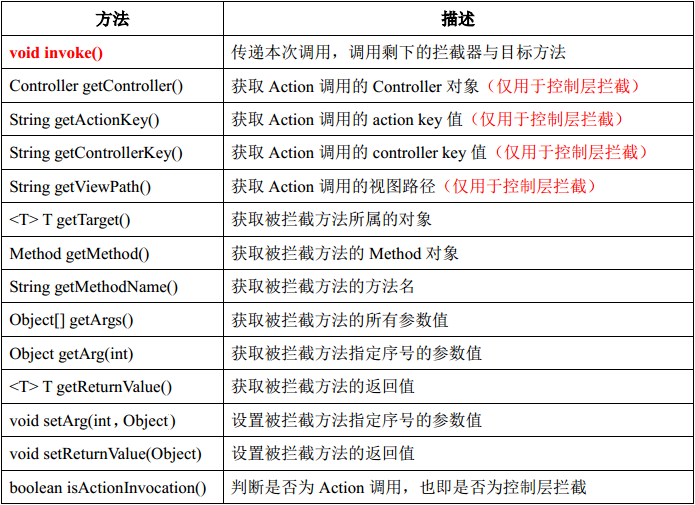 方法 描述
void invoke() 传递本次调用，调用剩下的拦截器与目标方法
Controller getController() 获取 Action 调用的 Controller 对象（仅用于控制层拦截）
String getActionKey() 获取 Action 调用的 action key 值（仅用于控制层拦截）
String getControllerKey() 获取 Action 调用的 controller key 值（仅用于控制层拦截）
String getViewPath() 获取 Action 调用的视图路径（仅用于控制层拦截）
<T> T getTarget() 获取被拦截方法所属的对象
Method getMethod() 获取被拦截方法的 Method 对象
String getMethodName() 获取被拦截方法的方法名
Object[] getArgs() 获取被拦截方法的所有参数值
Object getArg(int) 获取被拦截方法指定序号的参数值
<T> T getReturnValue() 获取被拦截方法的返回值
void setArg(int，Object) 设置被拦截方法指定序号的参数值
void setReturnValue(Object) 设置被拦截方法的返回值
boolean isActionInvocation() 判断是否为 Action 调用，也即是否为控制层拦截